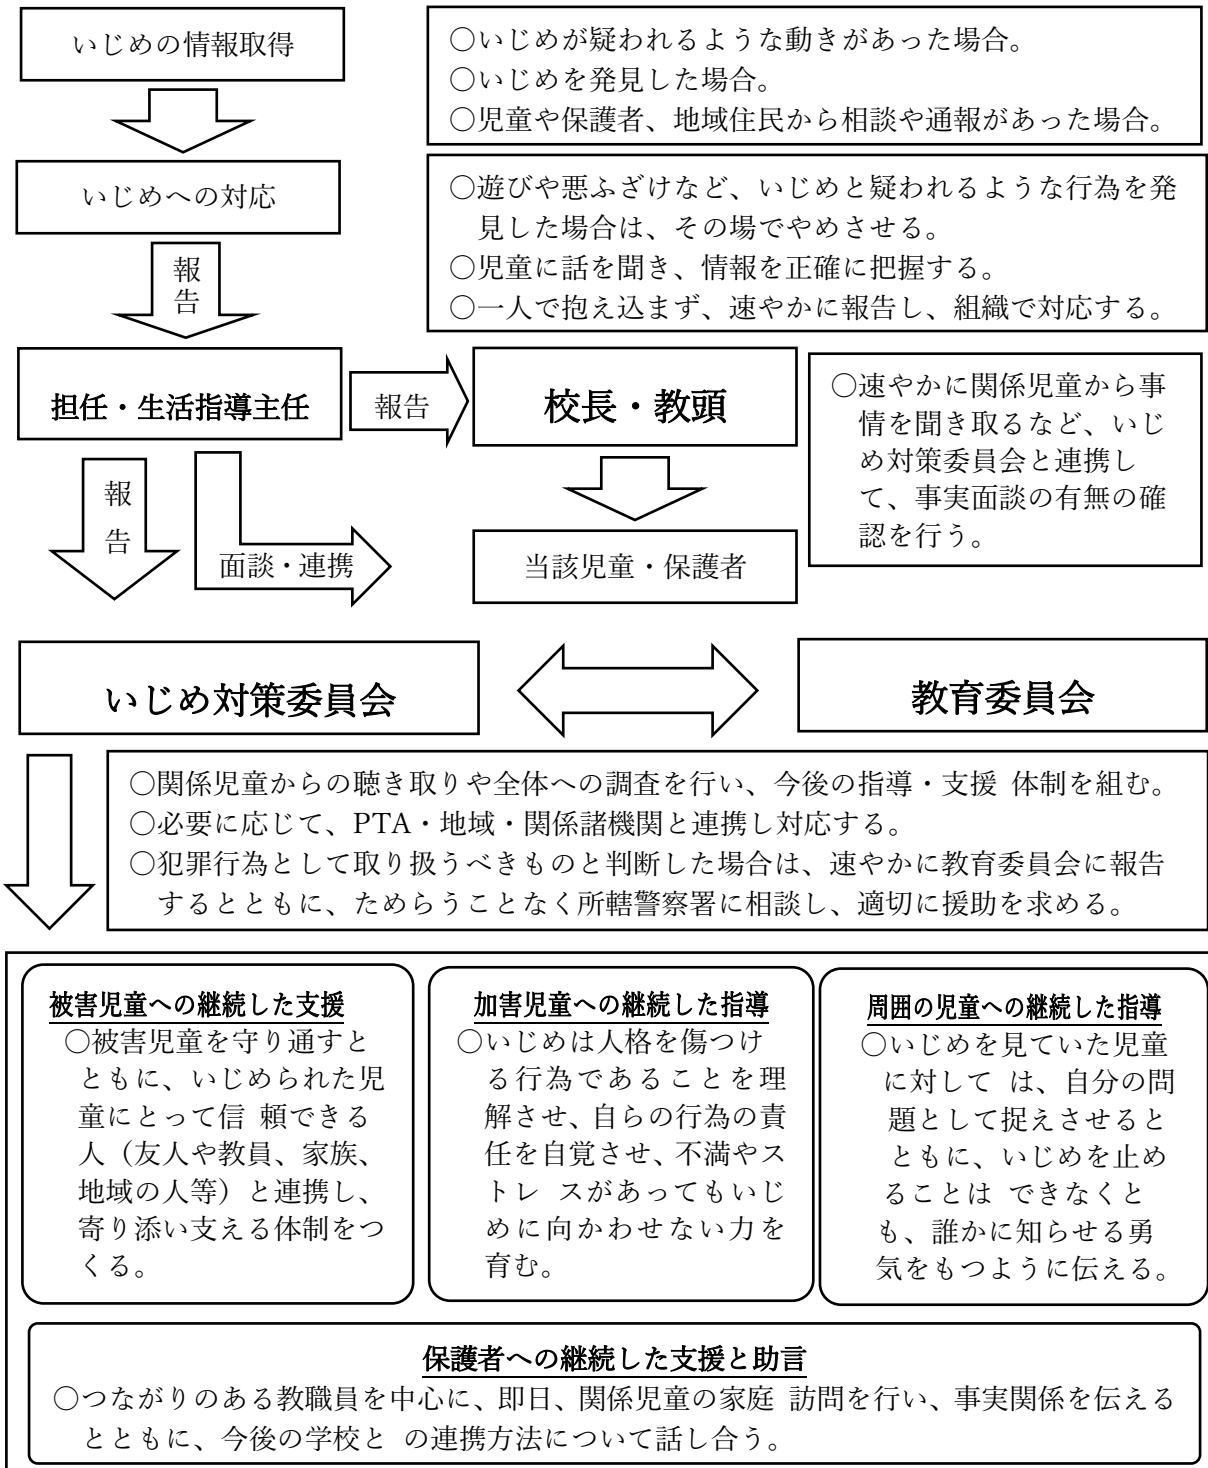 いじめの情報取得
○いじめが疑われるような動きがあった場合。
○いじめを発見した場合。
○児童や保護者、地域住民から相談や通報があった場合。
いじめへの対応
○遊びや悪ふざけなど、いじめと疑われるような行為を発
見した場合は、その場でやめさせる。
○児童に話を聞き、情報を正確に把握する。
○一人で抱え込まず、速やかに報告し、組織で対応する。
報
告
担任・生活指導主任
報告
校長・教頭
○速やかに関係児童から事
情を聞き取るなど、いじ
め対策委員会と連携し
て、事実面談の有無の確
認を行う。
報
告
面談・連携
当該児童・保護者
いじめ対策委員会
教育委員会
○関係児童からの聴き取りや全体への調査を行い、今後の指導・支援 体制を組む。
○必要に応じて、PTA・地域・関係諸機関と連携し対応する。
○犯罪行為として取り扱うべきものと判断した場合は、速やかに教育委員会に報告
するとともに、ためらうことなく所轄警察署に相談し、適切に援助を求める。
被害児童への継続した支援
○被害児童を守り通すと
ともに、いじめられた児
童にとって信 頼できる
人（友人や教員、家族、
地域の人等）と連携し、
寄り添い支える体制をつ
くる。
加害児童への継続した指導
○いじめは人格を傷つけ
る行為であることを理
解させ、自らの行為の責
任を自覚させ、不満やス
トレ スがあってもいじ
めに向かわせない力を
育む。
周囲の児童への継続した指導
○いじめを見ていた児童
に対して は、自分の問
題として捉えさせると
ともに、いじめを止め
ることは できなくと
も、誰かに知らせる勇
気をもつように伝える。
保護者への継続した支援と助言
○つながりのある教職員を中心に、即日、関係児童の家庭 訪問を行い、事実関係を伝える
とともに、今後の学校と の連携方法について話し合う。